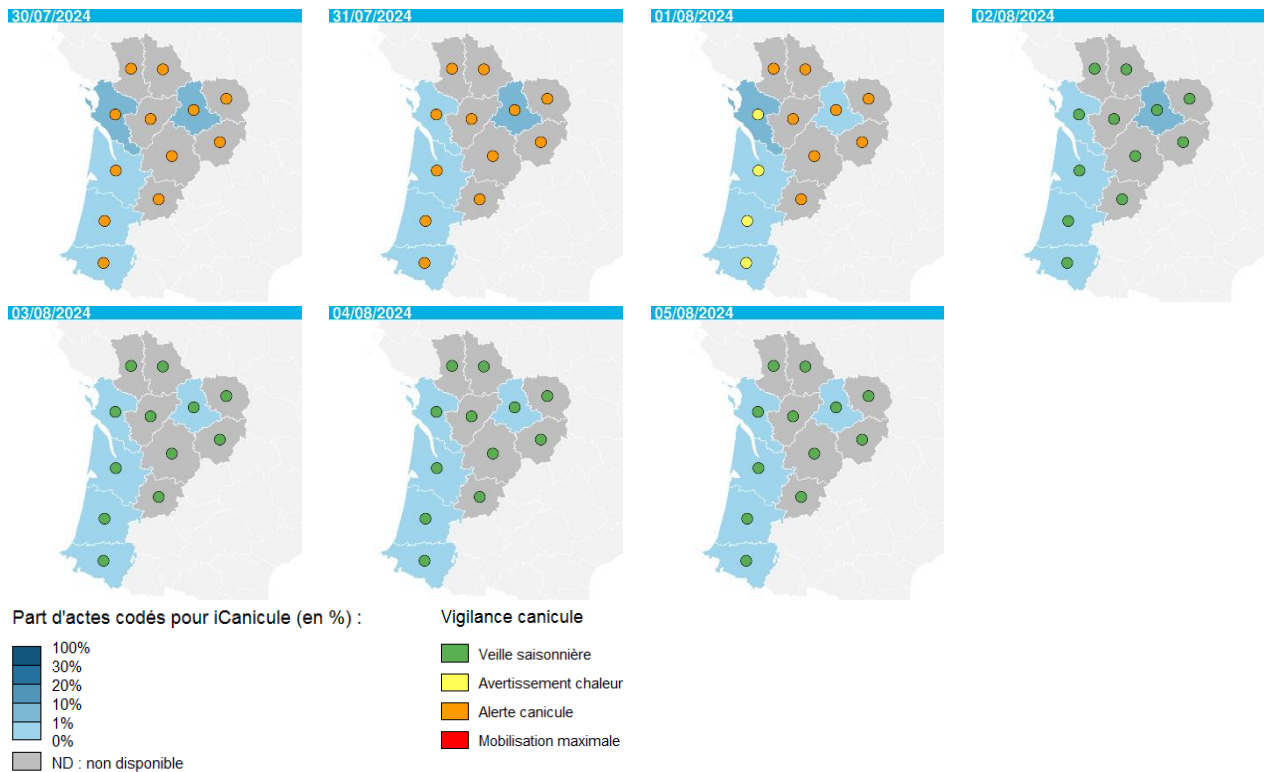 30/07/2024
31/07/2024
01/08/2024
02/08/2024
03/08/2024
04/08/2024
05/08/2024
Part d'actes codés pour iCanicule (en %) :
100%
30%
20%
10%
1%
0%
ND : non disponible
Vigilance canicule
Veille saisonnière
Avertissement chaleur
Alerte canicule
Mobilisation maximale